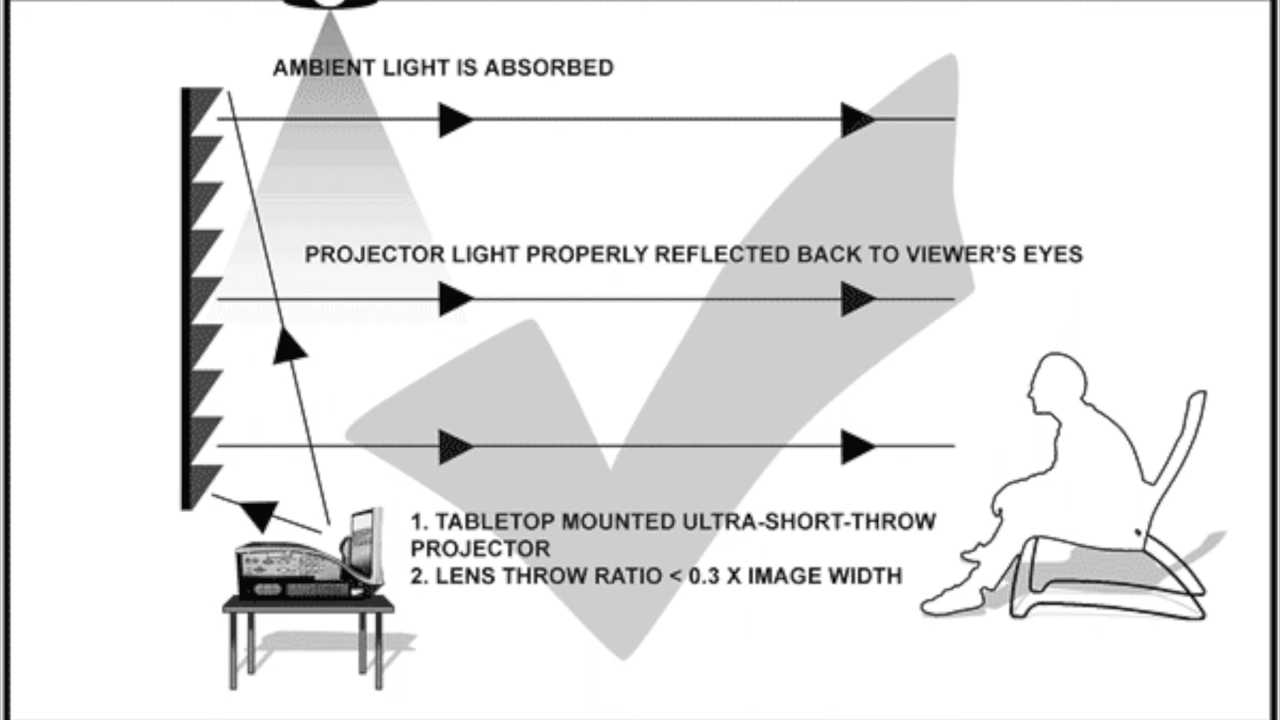 AMBIENT LIGHT IS ABSORBED
PROJECTOR LIGHT PROPERLY REFLECTED BACK TO VIEWER'S EYES
1. TABLETOP MOUNTED ULTRA-SHORT-THROW
PROJECTOR
2. LENS THROW RATIO < 0.3 X IMAGE WIDTH